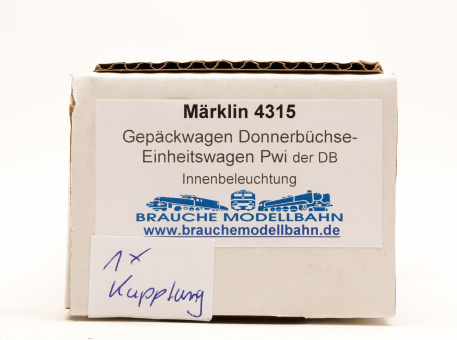 Märklin 4315
Gepäckwagen Donnerbüchse-
Einheitswagen Pwi der DB
Innenbeleuchtung
BRAUCHE MODELLBAHN
www.brauchemodellbahn.de
1x
Kupplung